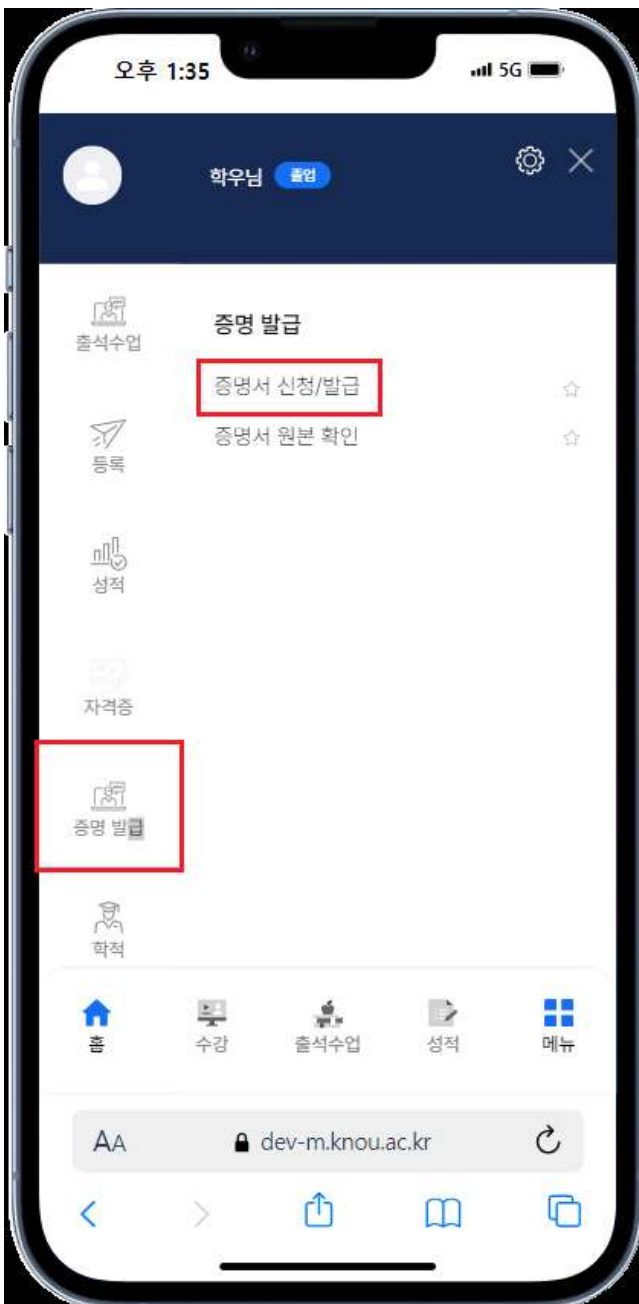 오후 1:35
5G
학우님 졸업
출석수업
증명 발급
증명서 신청/발급
등록
증명서 원본 확인
성적
자격증
증명 발급
학적
홈 수강 출석수업 성적 메뉴
AA dev-m.knou.ac.kr